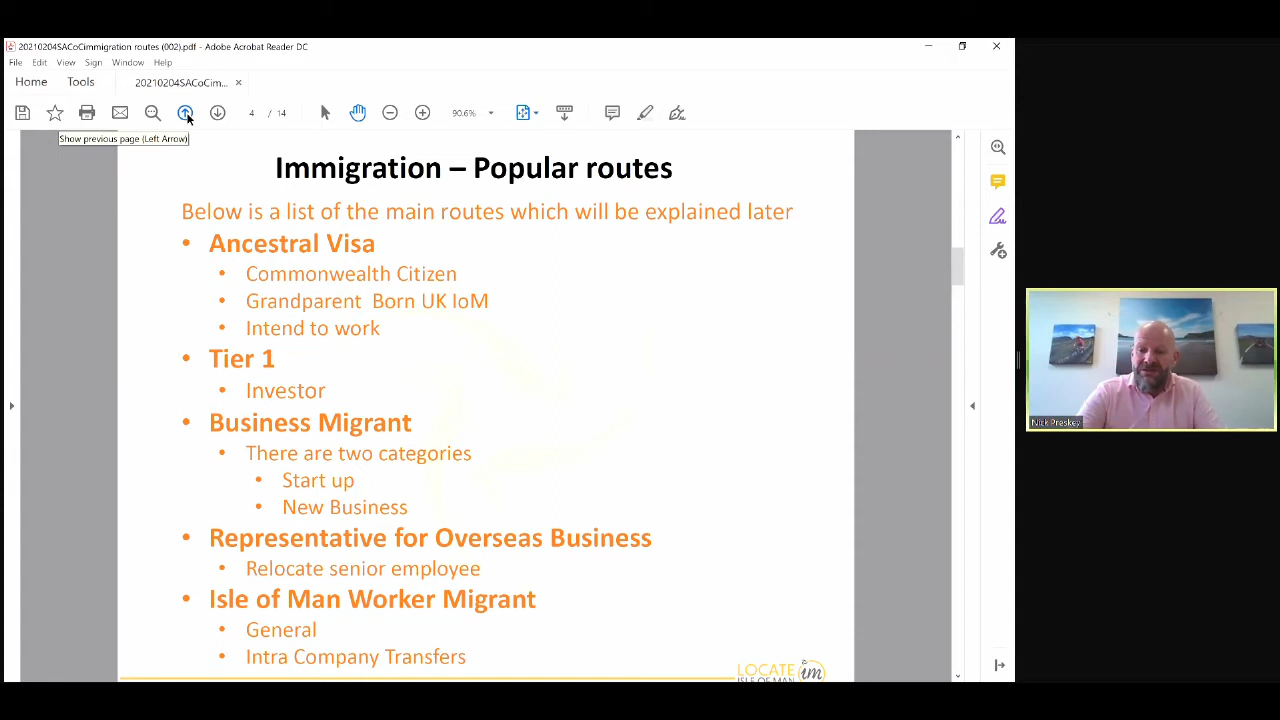 20210204SACoCimmigration routes (002).pdf - Adobe Acrobat Reader DC
File Edit View Sign Window Help
Home Tools 20210204SACoCim... ×
4 / 14 90.6%
Show previous page (Left Arrow)
Immigration – Popular routes
Below is a list of the main routes which will be explained later
• Ancestral Visa
• Commonwealth Citizen
• Grandparent Born UK IoM
• Intend to work
• Tier 1
• Investor
• Business Migrant
• There are two categories
• Start up
• New Business
• Representative for Overseas Business
• Relocate senior employee
• Isle of Man Worker Migrant
• General
• Intra Company Transfers
LOCATE im
ISLE OF MAN
Nick Preskey